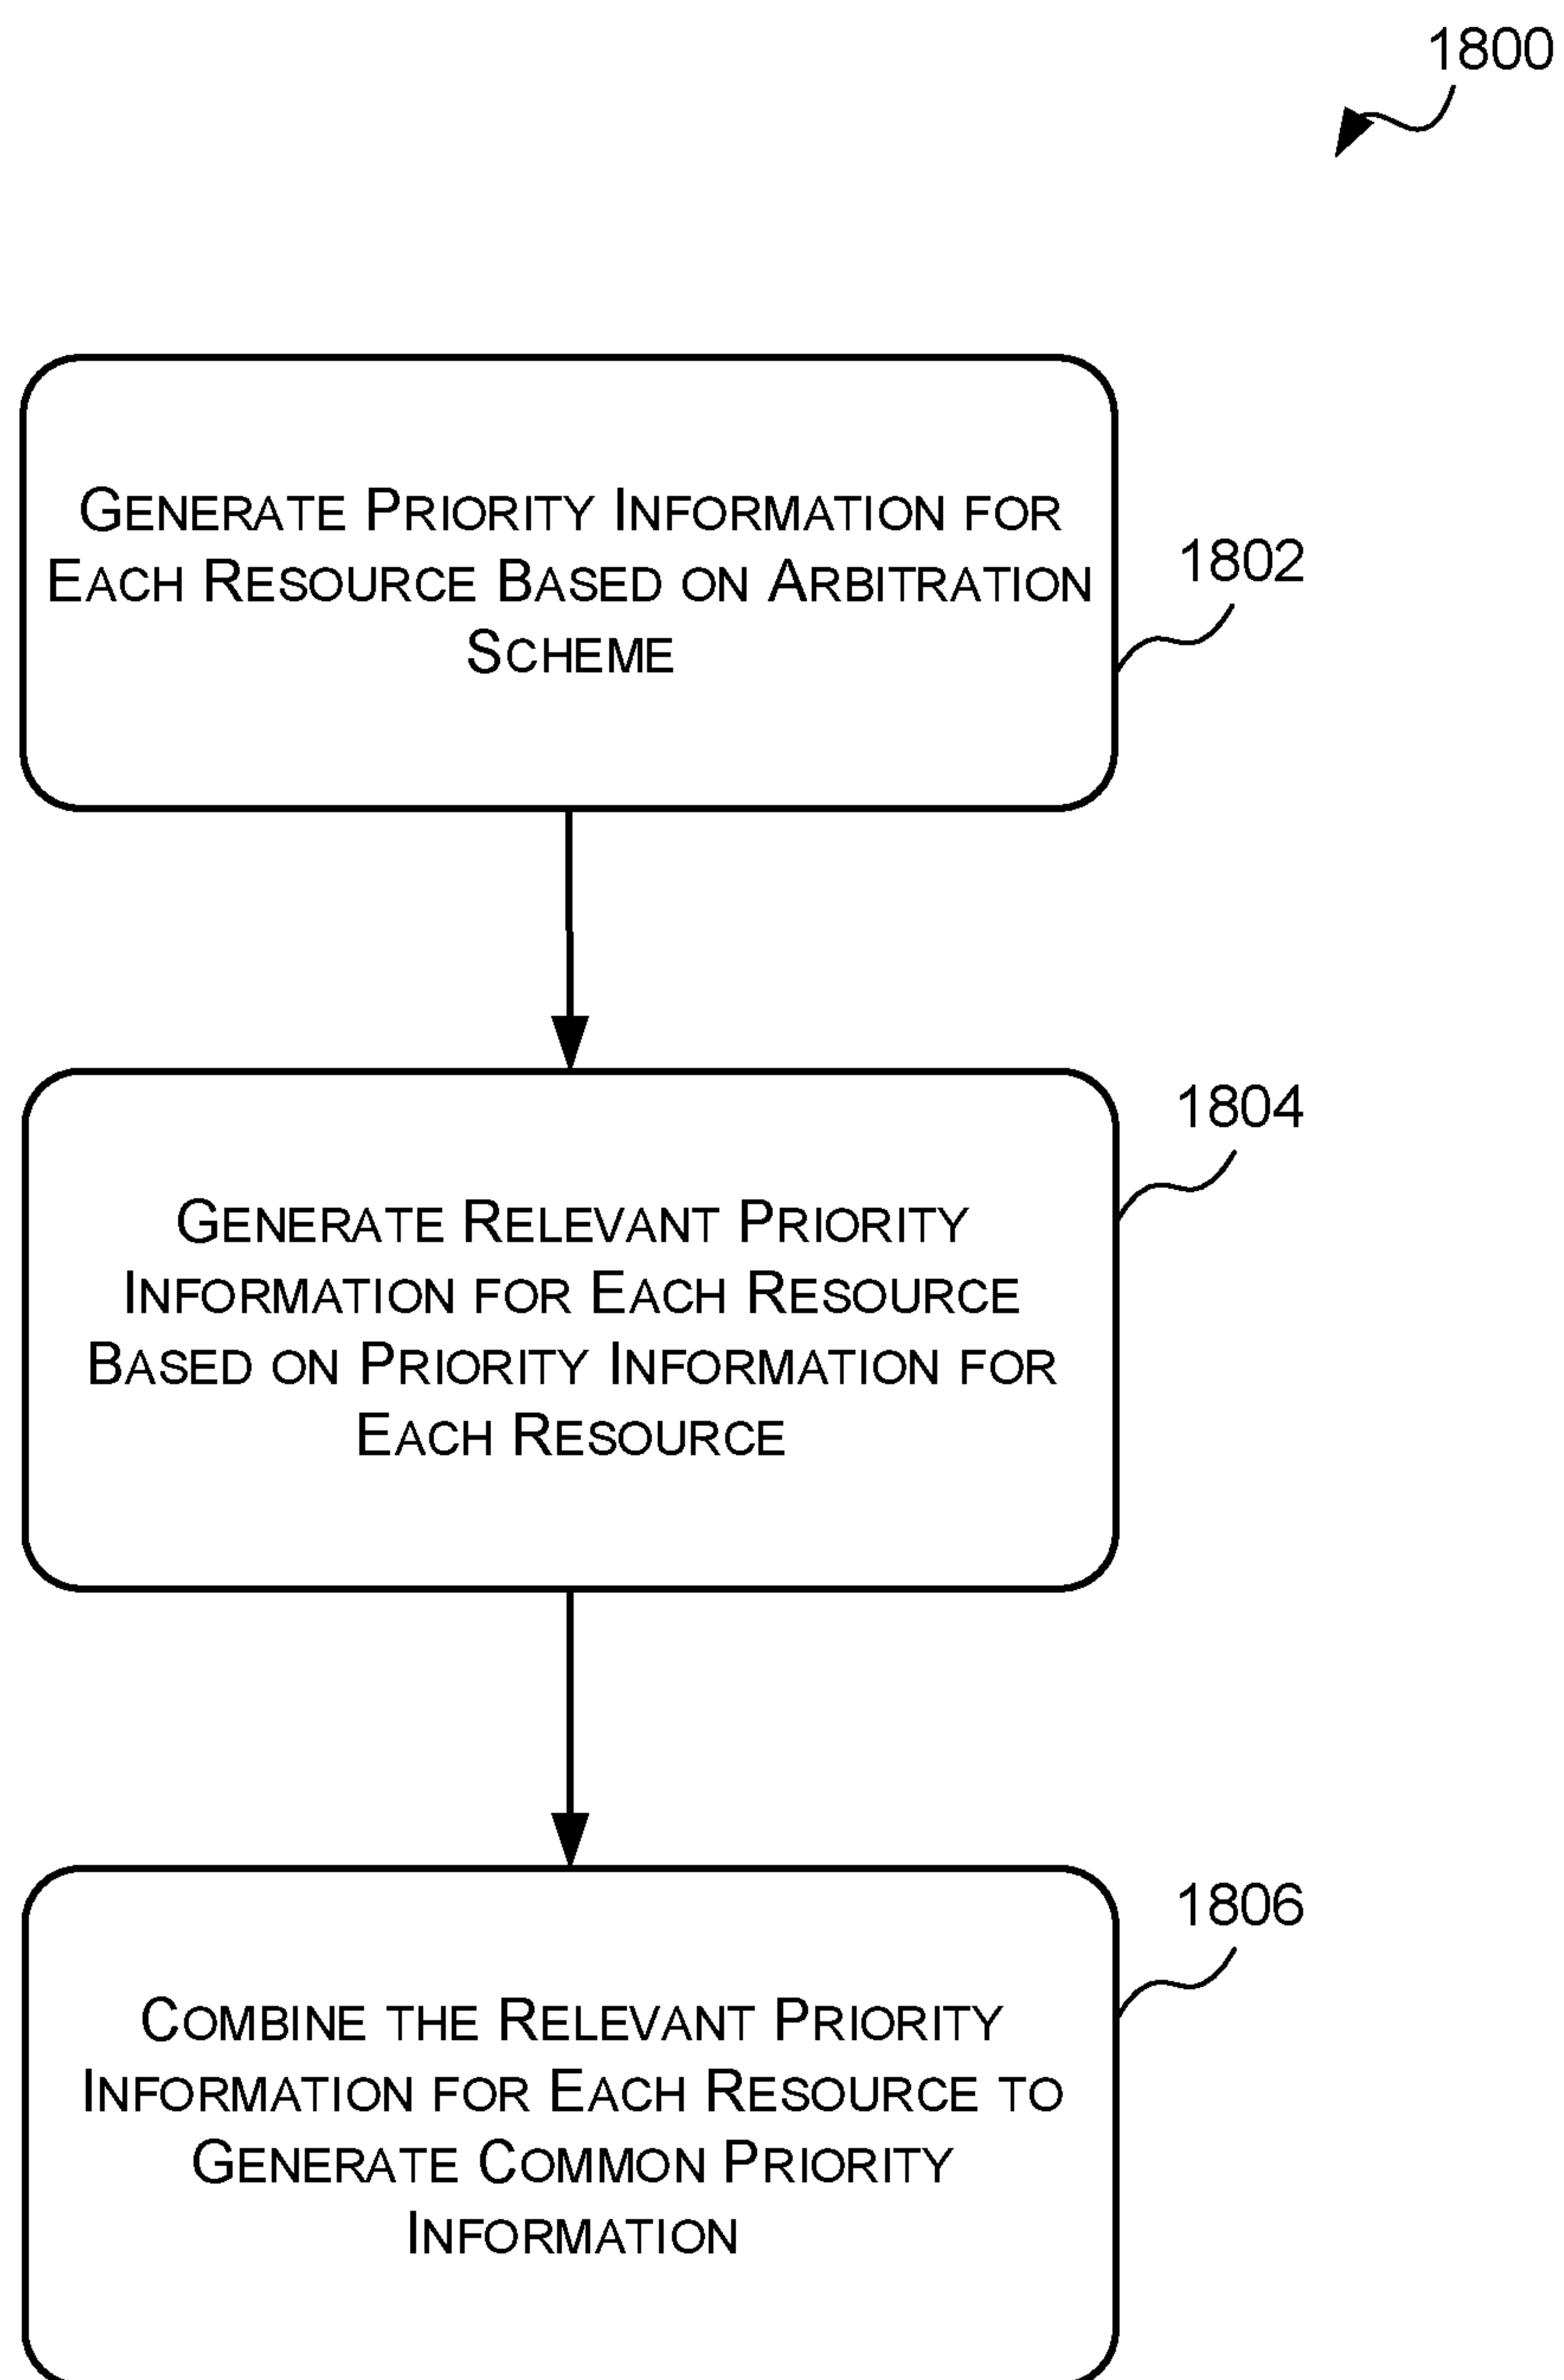 1800
GENERATE PRIORITY INFORMATION FOR
EACH RESOURCE BASED ON ARBITRATION
SCHEME
1802
1804
GENERATE RELEVANT PRIORITY
INFORMATION FOR EACH RESOURCE
BASED ON PRIORITY INFORMATION FOR
EACH RESOURCE
1806
COMBINE THE RELEVANT PRIORITY
INFORMATION FOR EACH RESOURCE TO
GENERATE COMMON PRIORITY
INFORMATION